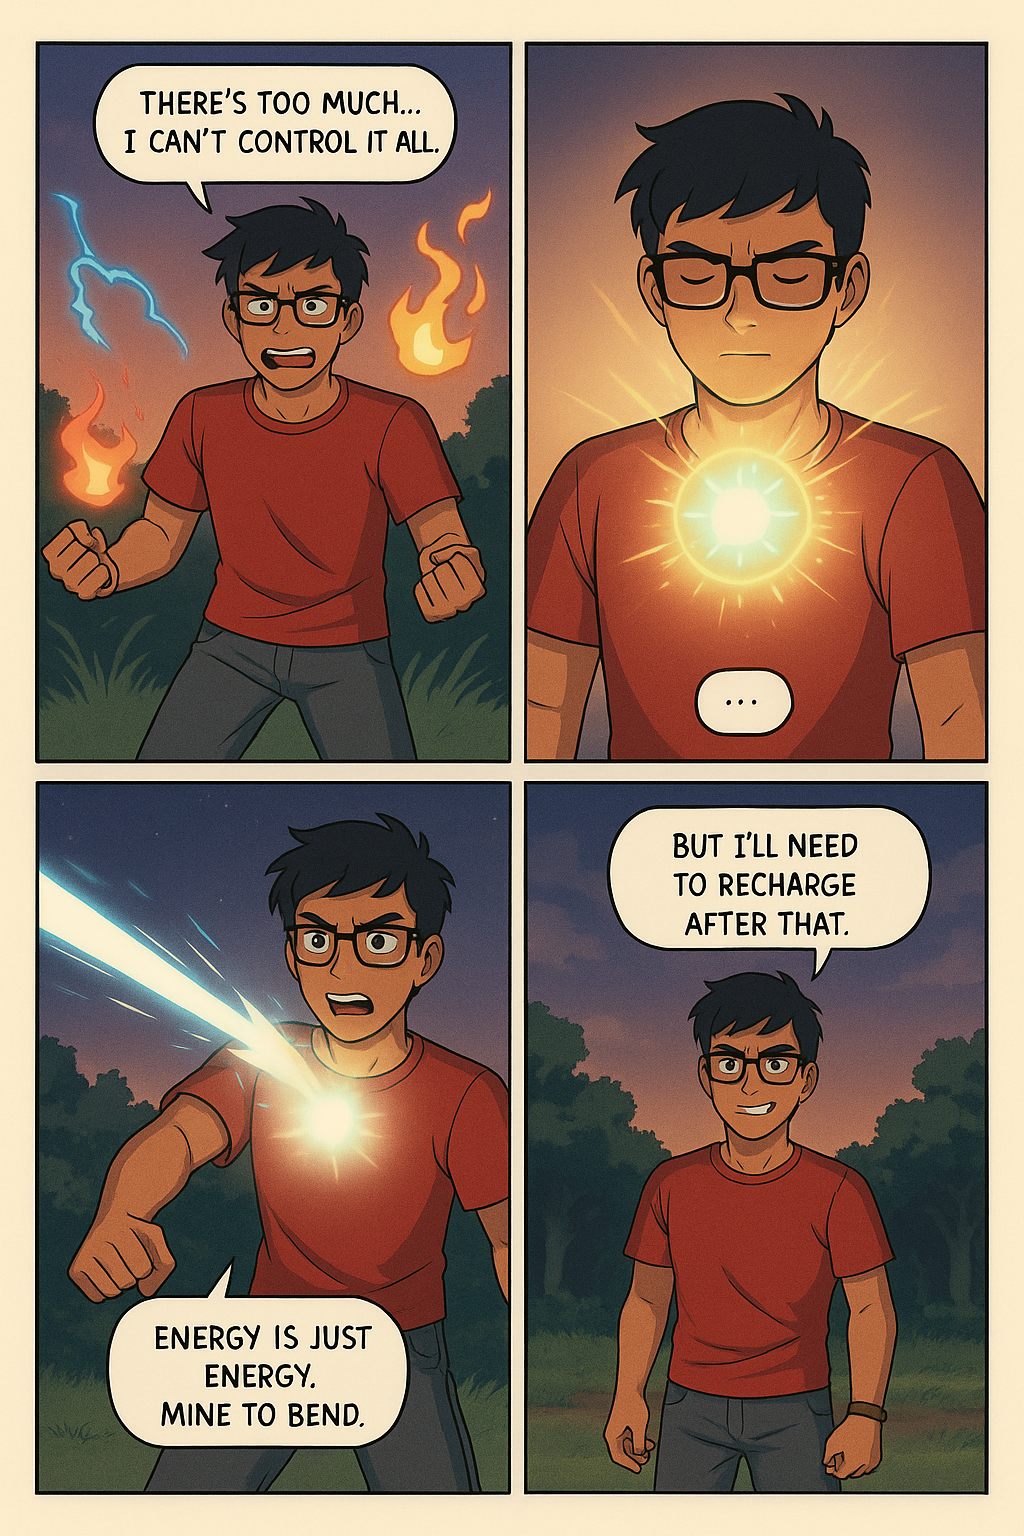 THERE'S TOO MUCH...
I CAN'T CONTROL IT ALL.
...
ENERGY IS JUST
ENERGY.
MINE TO BEND.
BUT I'LL NEED
TO RECHARGE
AFTER THAT.